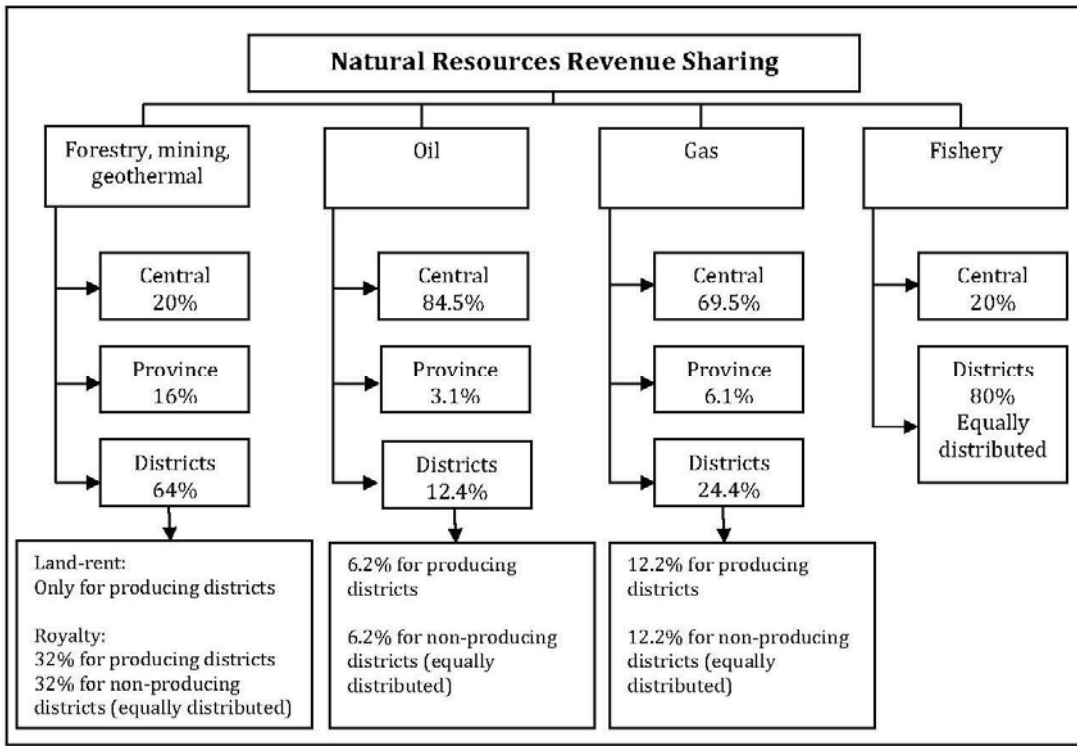 Natural Resources Revenue Sharing
Forestry, mining,
geothermal
Central
20%
Province
16%
Districts
64%
Land-rent:
Only for producing districts
Royalty:
32% for producing districts
32% for non-producing
districts (equally distributed)
Oil
Central
84.5%
Province
3.1%
Districts
12.4%
6.2% for producing
districts
6.2% for non-producing
districts (equally
distributed)
Gas
Central
69.5%
Province
6.1%
Districts
24.4%
12.2% for producing
districts
12.2% for non-producing
districts (equally
distributed)
Fishery
Central
20%
Districts
80%
Equally
distributed